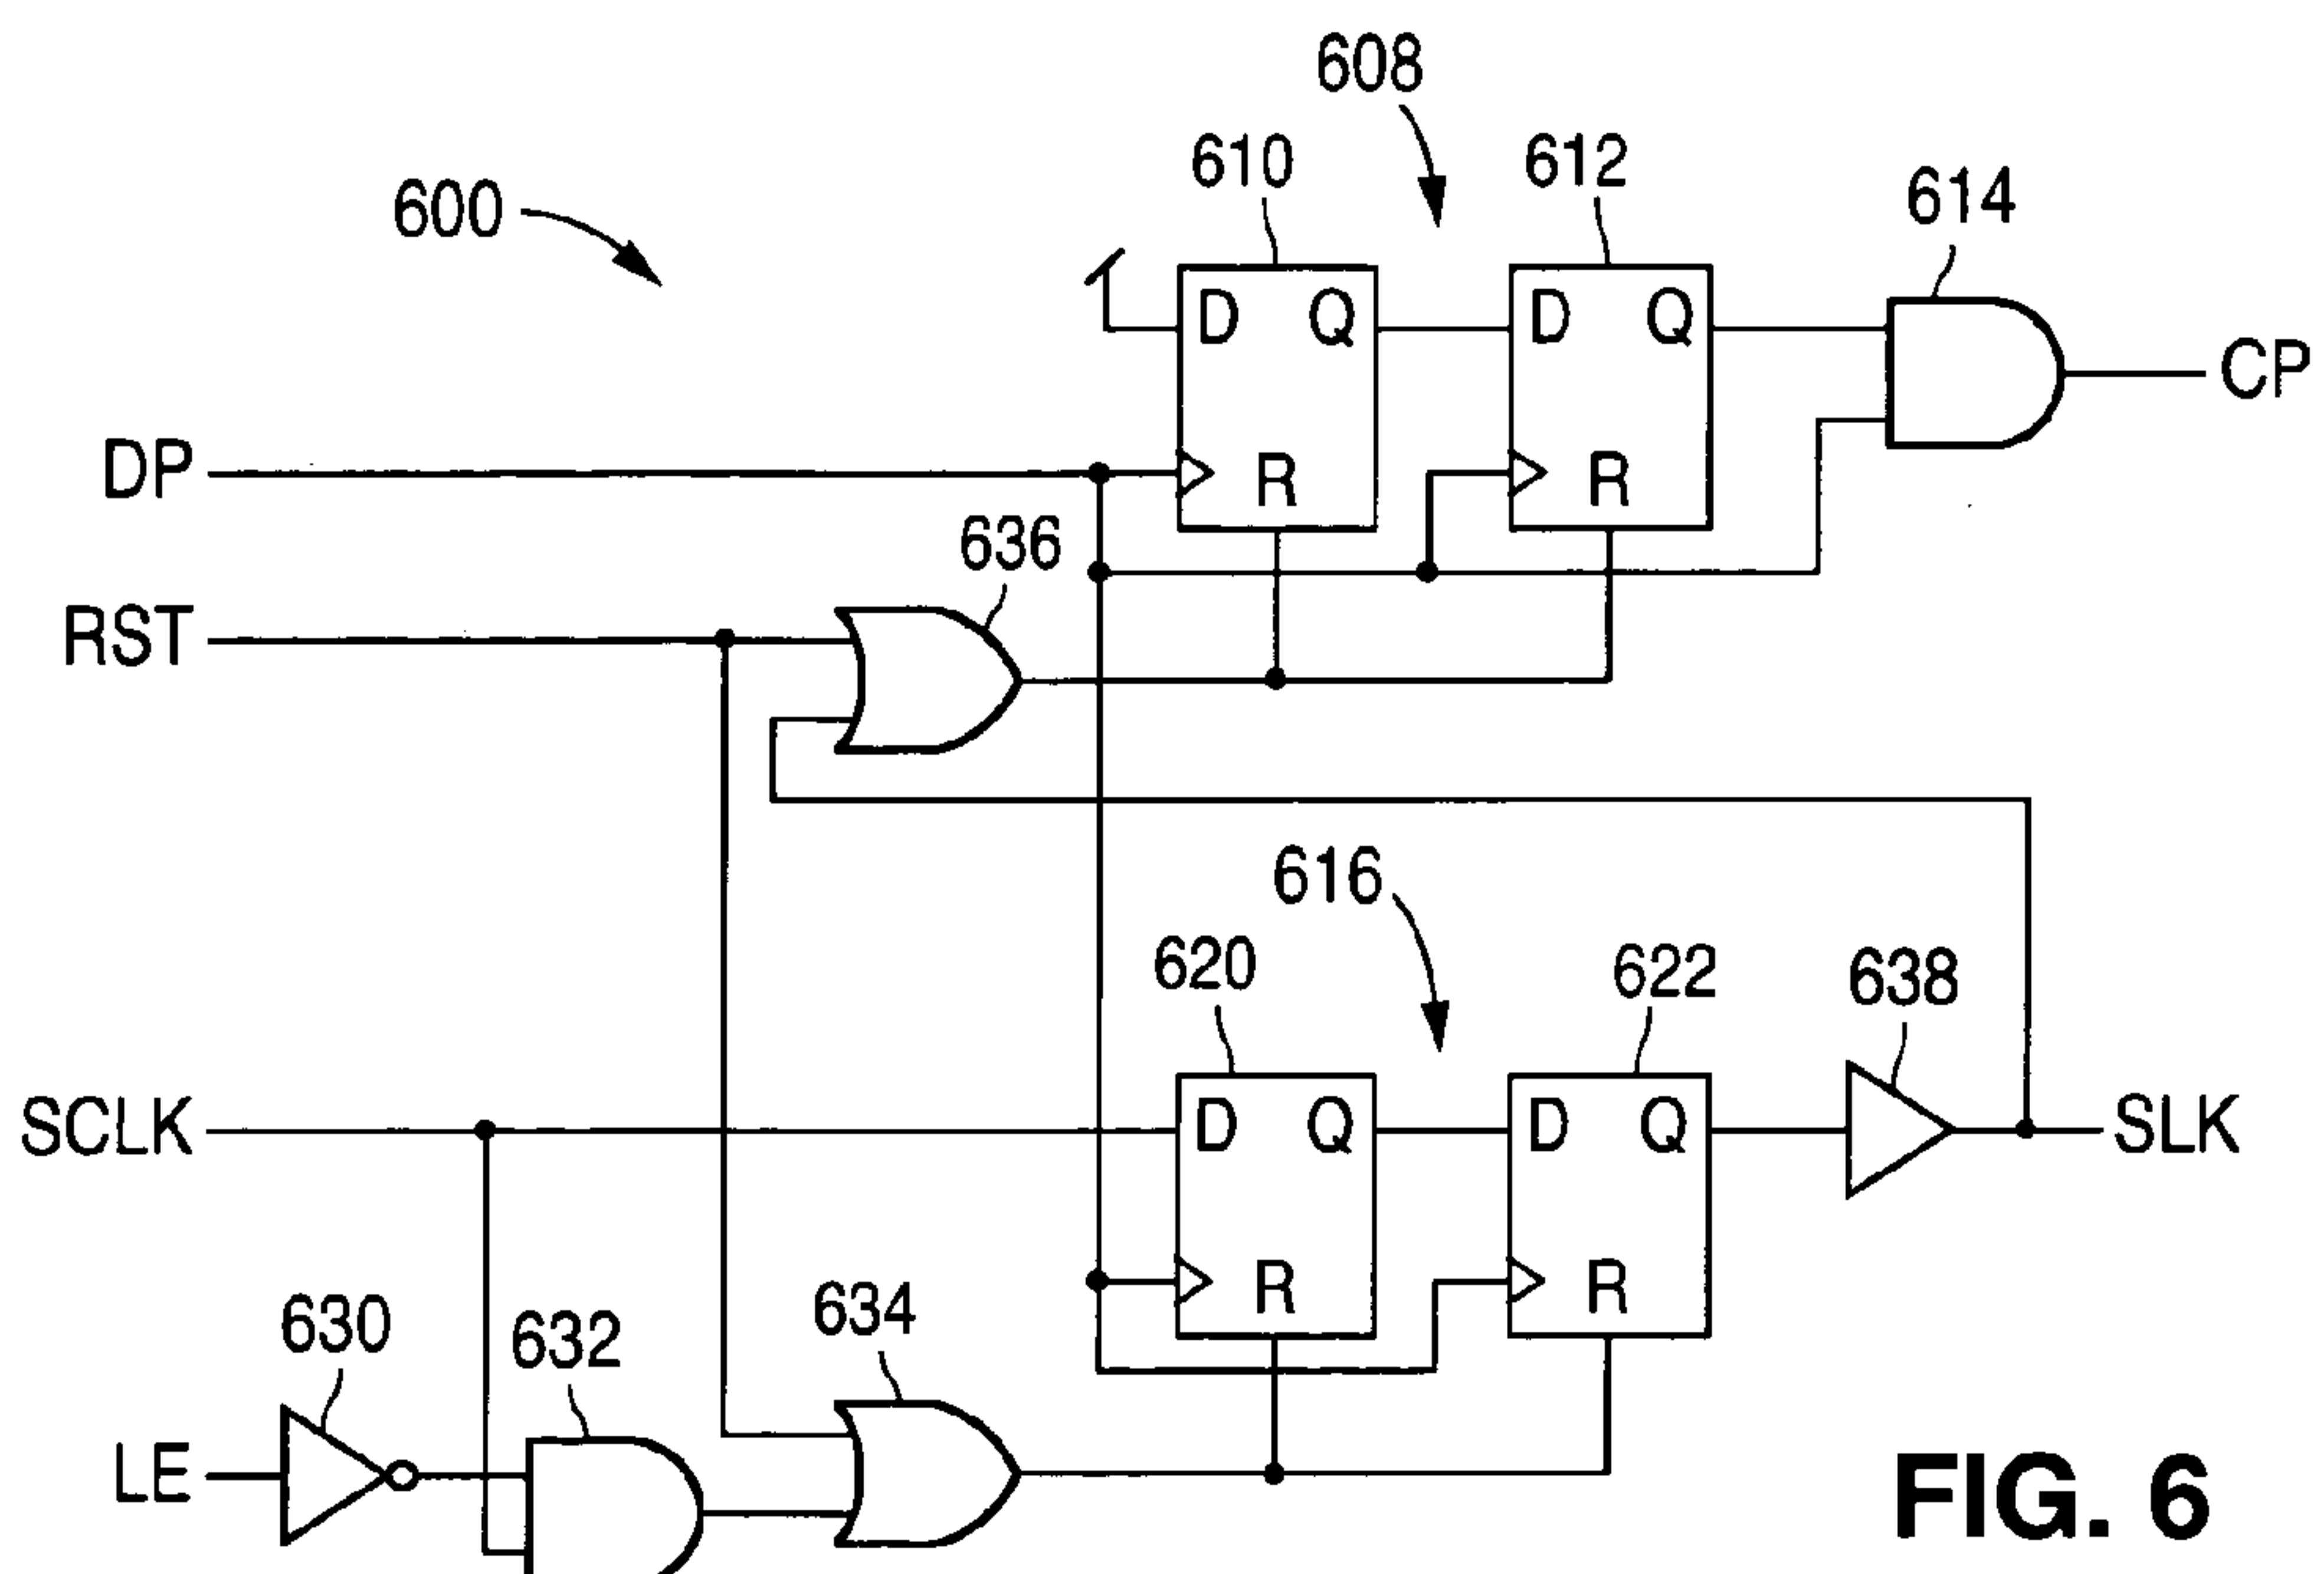 608
610
612
614
600
D Q
D Q
CP
DP
R
R
636
RST
616
620
622
638
SCLK
D Q
D Q
SLK
R
R
630
632
634
LE
FIG. 6